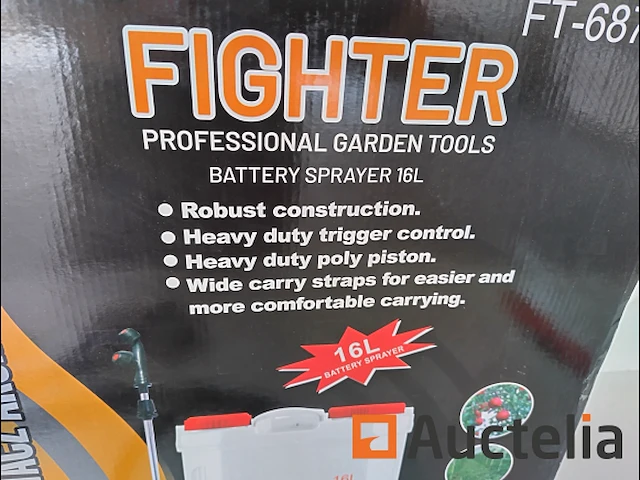 FT-687
FIGHTER
PROFESSIONAL GARDEN TOOLS
BATTERY SPRAYER 16L
Robust construction.
Heavy duty trigger control.
Heavy duty poly piston.
Wide carry straps for easier and
more comfortable carrying.
16L
BATTERY SPRAYER
16L
Auctelia